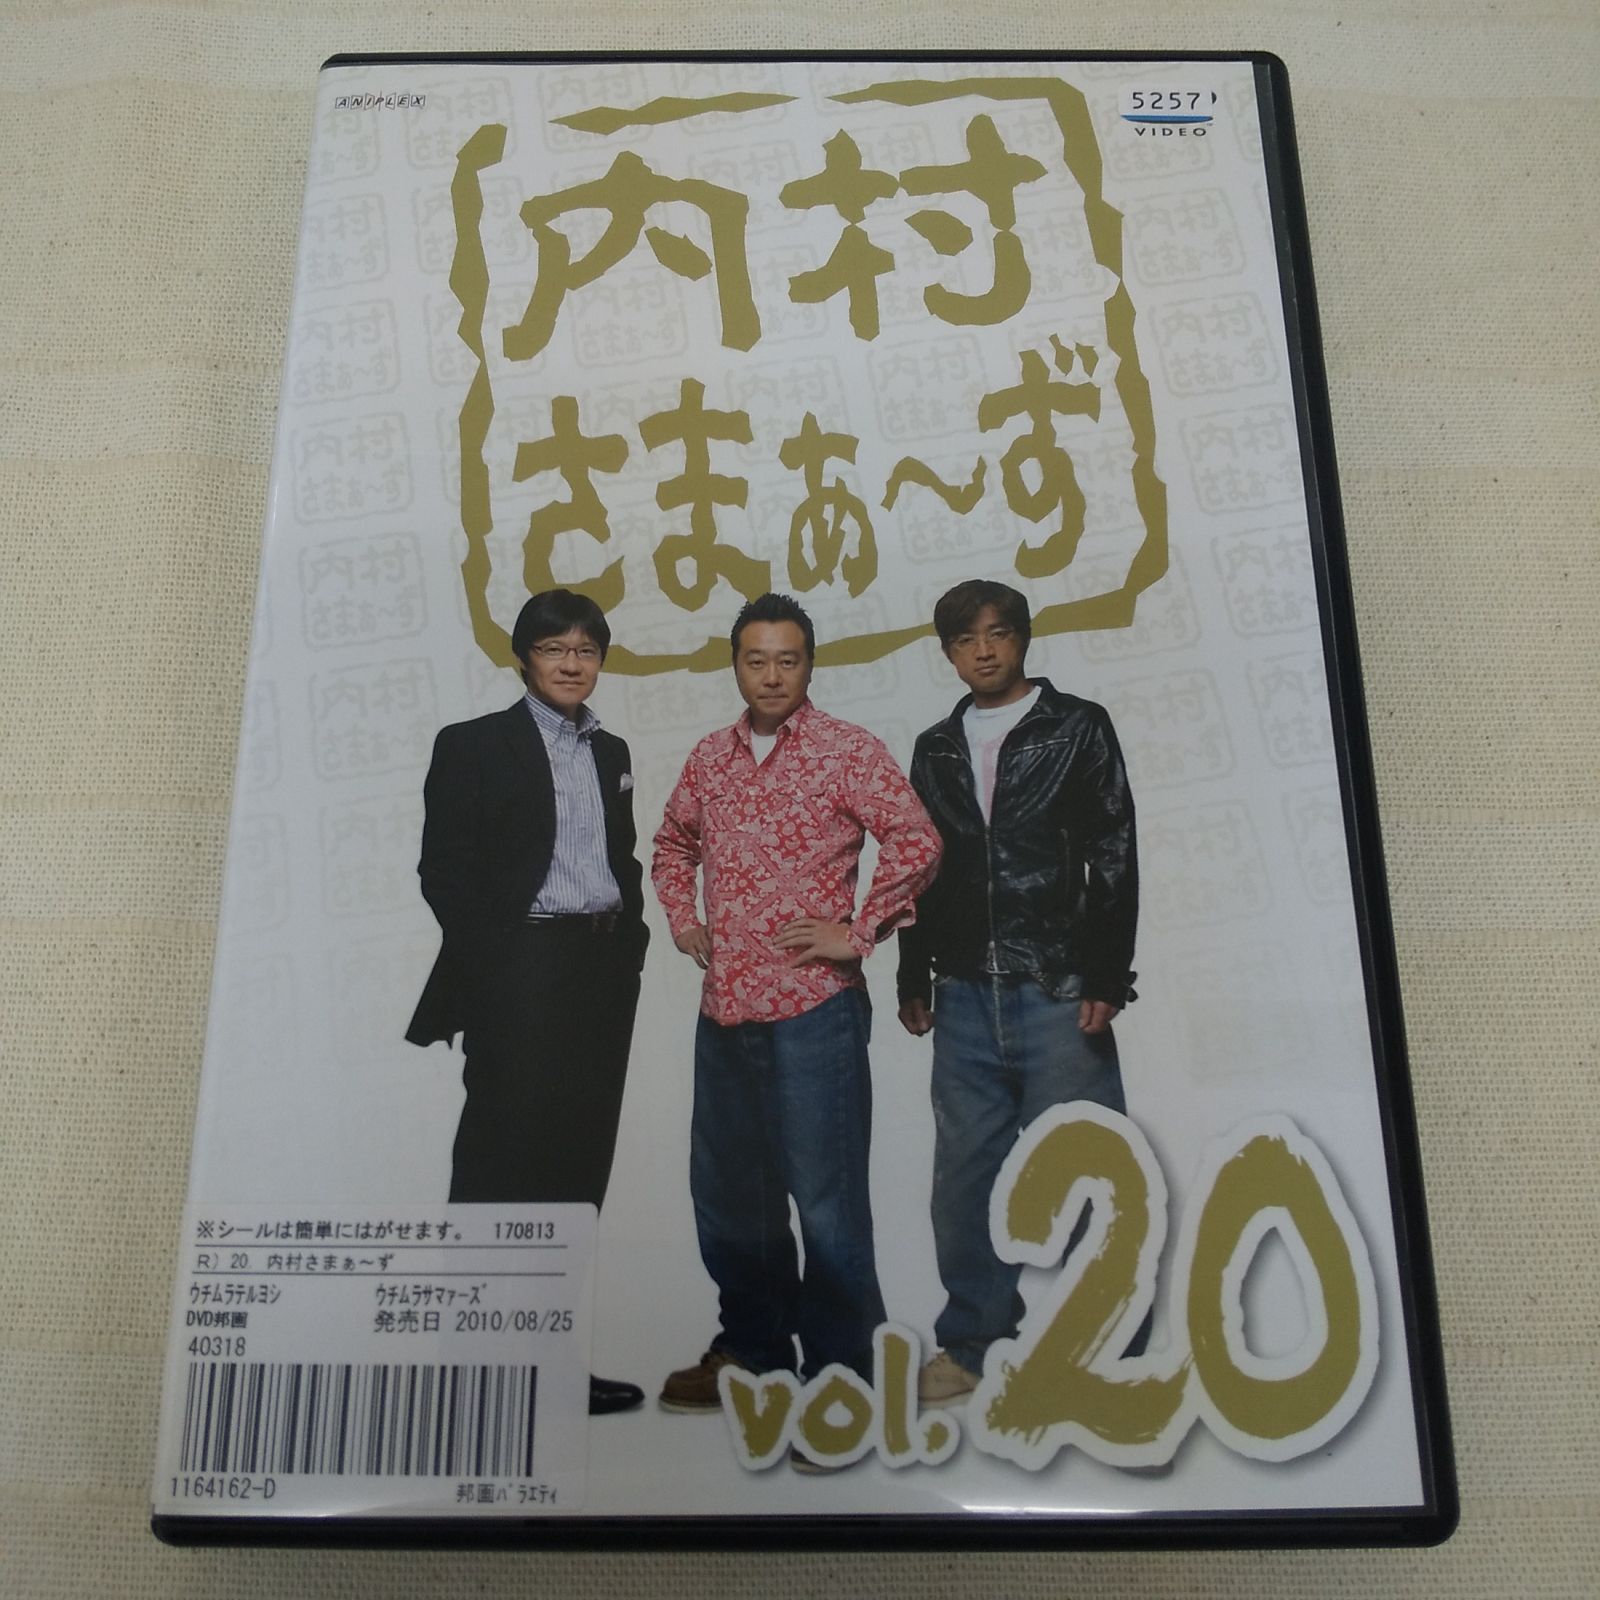 ANIPLEX
5257
VIDEO
内村
さまぁ〜ず
vol.20
※シールは簡単にはがせます。 170813
R) 20. 内村さまぁ〜ず
ウチムラテルヨシ ウチムラサマァーズ
DVD邦画 発売日 2010/08/25
40318
1164162-D 邦画バラエティ